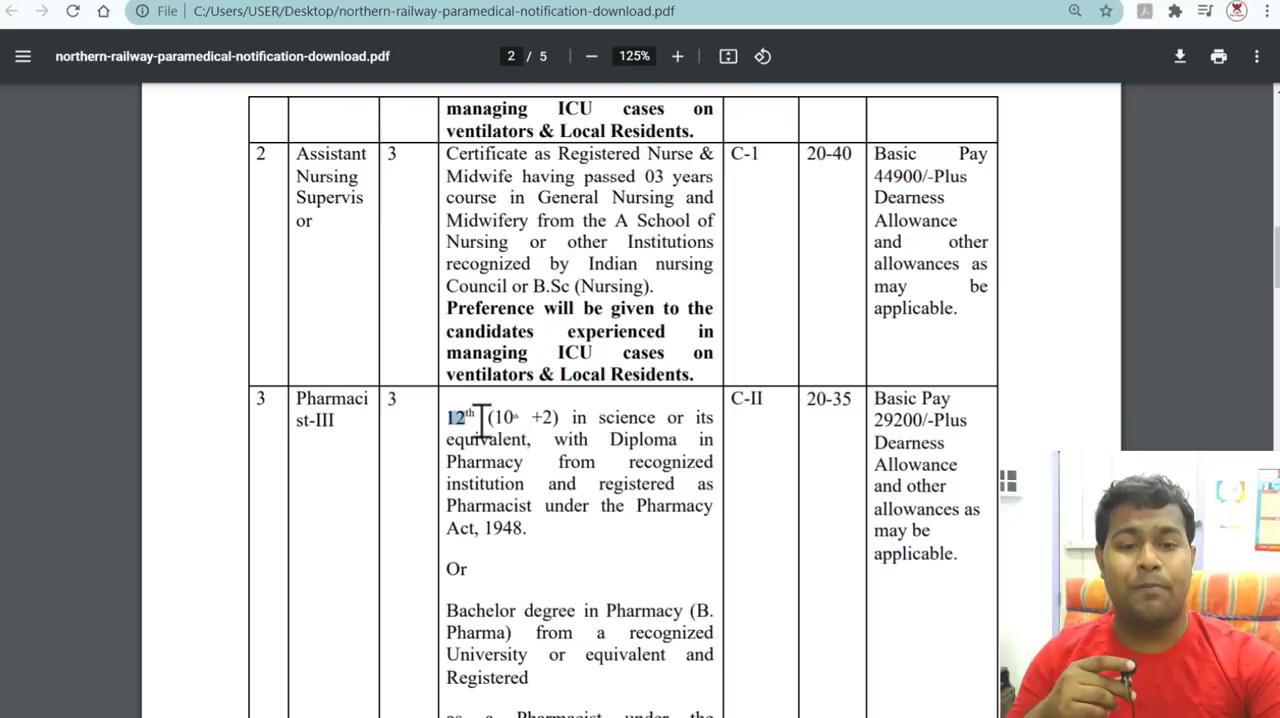 File
C:/Users/USER/Desktop/northern-railway-paramedical-notification-download.pdf
northern-railway-paramedical-notification-download.pdf
2 / 5
125%
managing ICU cases on
ventilators & Local Residents.
2
Assistant
Nursing
Supervis
or
3
Certificate as Registered Nurse &
Midwife having passed 03 years
course in General Nursing and
Midwifery from the A School of
Nursing or other Institutions
recognized by Indian nursing
Council or B.Sc (Nursing).
Preference will be given to the
candidates experienced in
managing ICU cases on
ventilators & Local Residents.
C-1
20-40
Basic Pay
44900/-Plus
Dearness
Allowance
and other
allowances as
may be
applicable.
3
Pharmaci
st-III
3
12th (10th +2) in science or its
equivalent, with Diploma in
Pharmacy from recognized
institution and registered as
Pharmacist under the Pharmacy
Act, 1948.
Or
Bachelor degree in Pharmacy (B.
Pharma) from a recognized
University or equivalent and
Registered
as a Pharmacist under the
C-II
20-35
Basic Pay
29200/-Plus
Dearness
Allowance
and other
allowances as
may be
applicable.